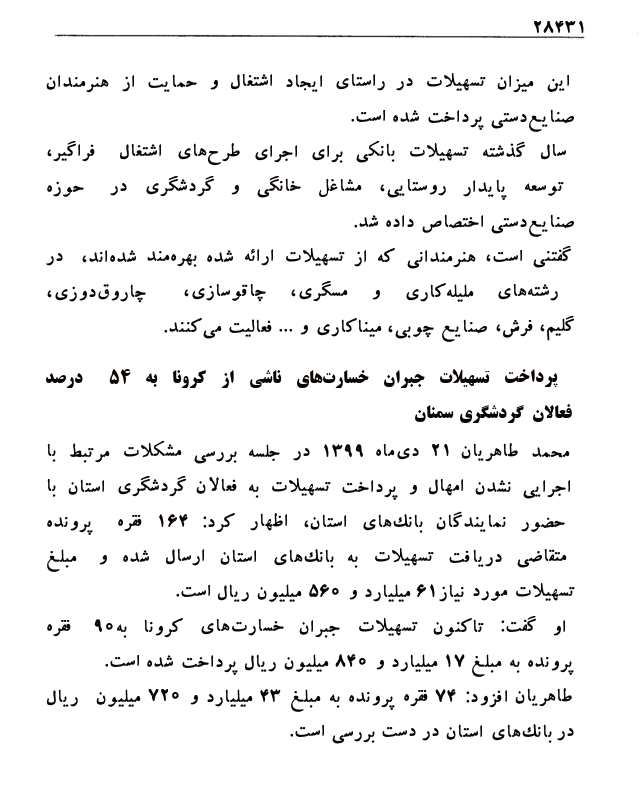 ۲۸۴۳۱
این میزان تسهیلات در راستای ایجاد اشتغال و حمایت از هنرمندان
صنایع‌دستی پرداخت شده است.
سال گذشته تسهیلات بانکی برای اجرای طرح‌های اشتغال فراگیر،
توسعه پایدار روستایی، مشاغل خانگی و گردشگری در حوزه
صنایع‌دستی اختصاص داده شد.
گفتنی است، هنرمندانی که از تسهیلات ارائه شده بهره‌مند شده‌اند، در
رشته‌های ملیله‌کاری و مسگری، چاقوسازی، چاروق‌دوزی،
گلیم، فرش، صنایع چوبی، میناکاری و ... فعالیت می‌کنند.
پرداخت تسهیلات جبران خسارت‌های ناشی از کرونا به ۵۴ درصد
فعالان گردشگری سمنان
محمد طاهریان ۲۱ دی‌ماه ۱۳۹۹ در جلسه بررسی مشکلات مرتبط با
اجرایی نشدن امهال و پرداخت تسهیلات به فعالان گردشگری استان با
حضور نمایندگان بانك‌های استان، اظهار کرد: ۱۶۴ فقره پرونده
متقاضی دریافت تسهیلات به بانك‌های استان ارسال شده و مبلغ
تسهیلات مورد نیاز ۶۱ میلیارد و ۵۶۰ میلیون ریال است.
او گفت: تاکنون تسهیلات جبران خسارت‌های کرونا به ۹۰ فقره
پرونده به مبلغ ۱۷ میلیارد و ۸۴۰ میلیون ریال پرداخت شده است.
طاهریان افزود: ۷۴ فقره پرونده به مبلغ ۴۳ میلیارد و ۷۲۰ میلیون ریال
در بانك‌های استان در دست بررسی است.